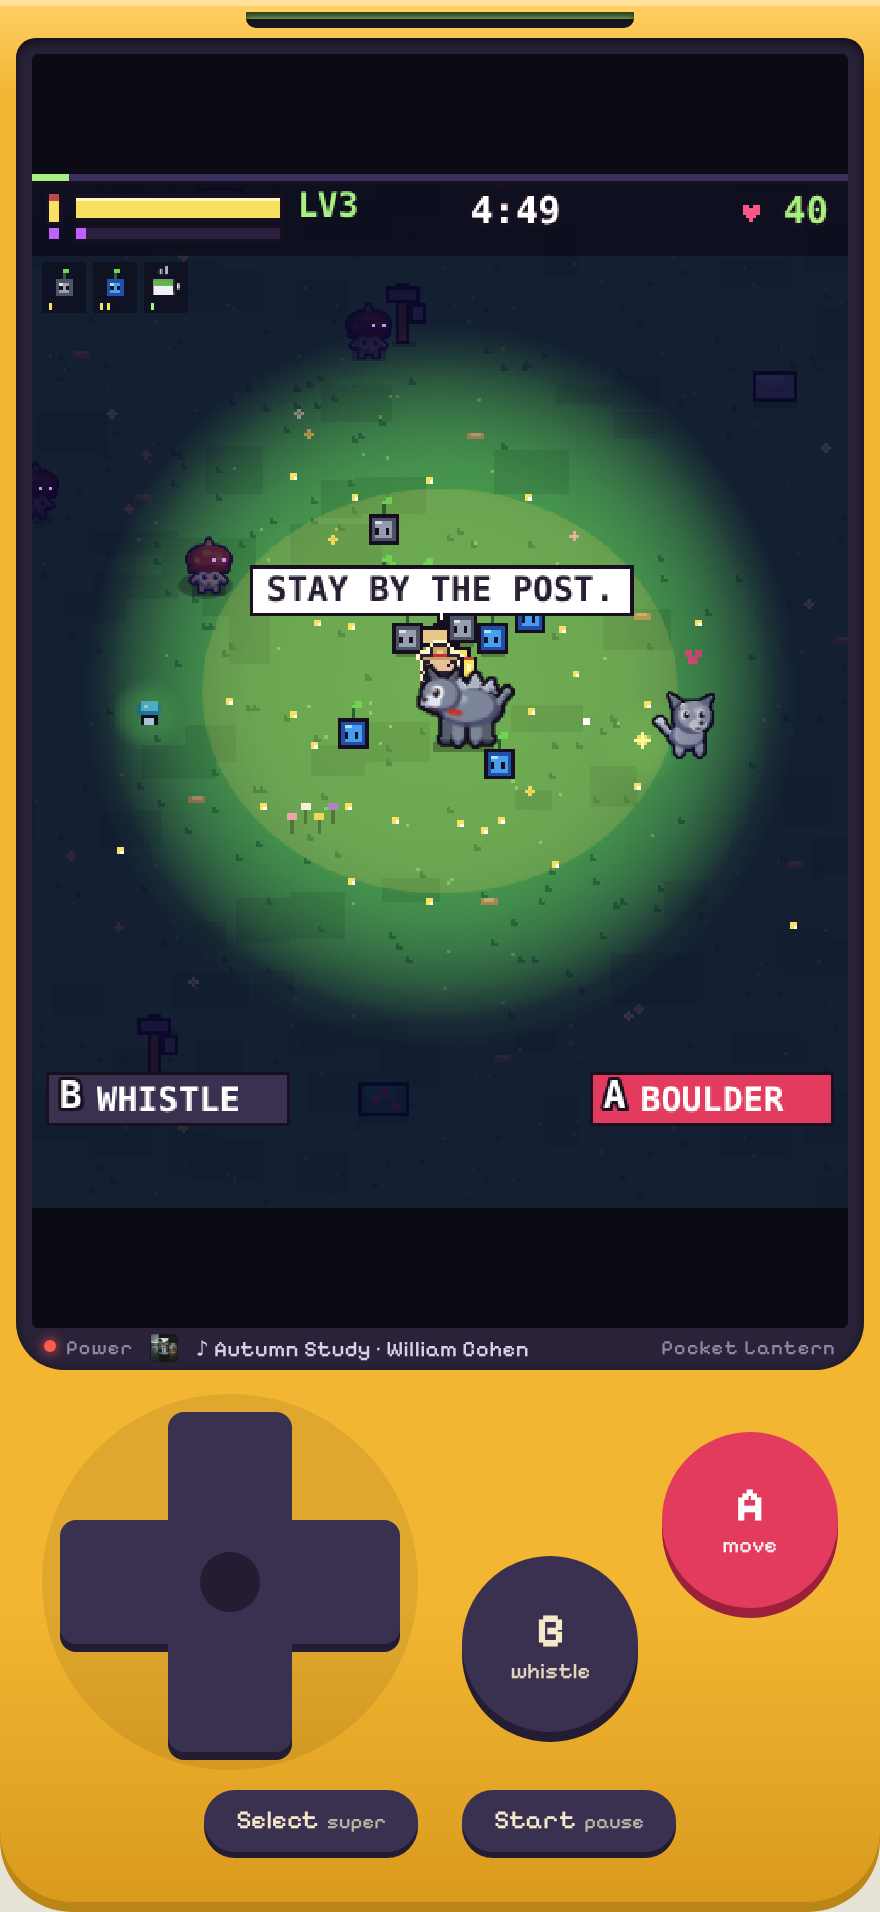 LV3
4:49
40
STAY BY THE POST.
B WHISTLE
A BOULDER
Power
♪ Autumn Study · William Cohen
Pocket Lantern
A
move
B
whistle
Select super
Start pause